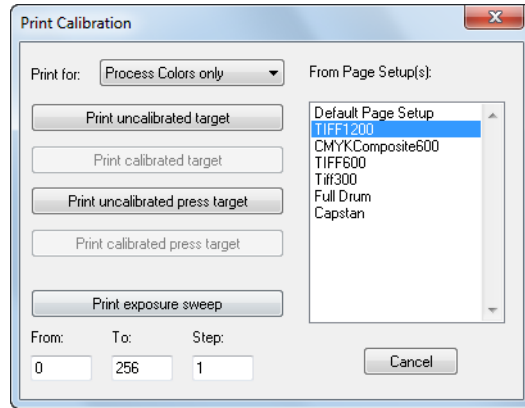 Print Calibration
Print for: Process Colors only
Print uncalibrated target
Print calibrated target
Print uncalibrated press target
Print calibrated press target
Print exposure sweep
From: To: Step:
0 256 1
From Page Setup(s):
Default Page Setup
TIFF1200
CMYKComposite600
TIFF600
Tiff300
Full Drum
Capstan
Cancel